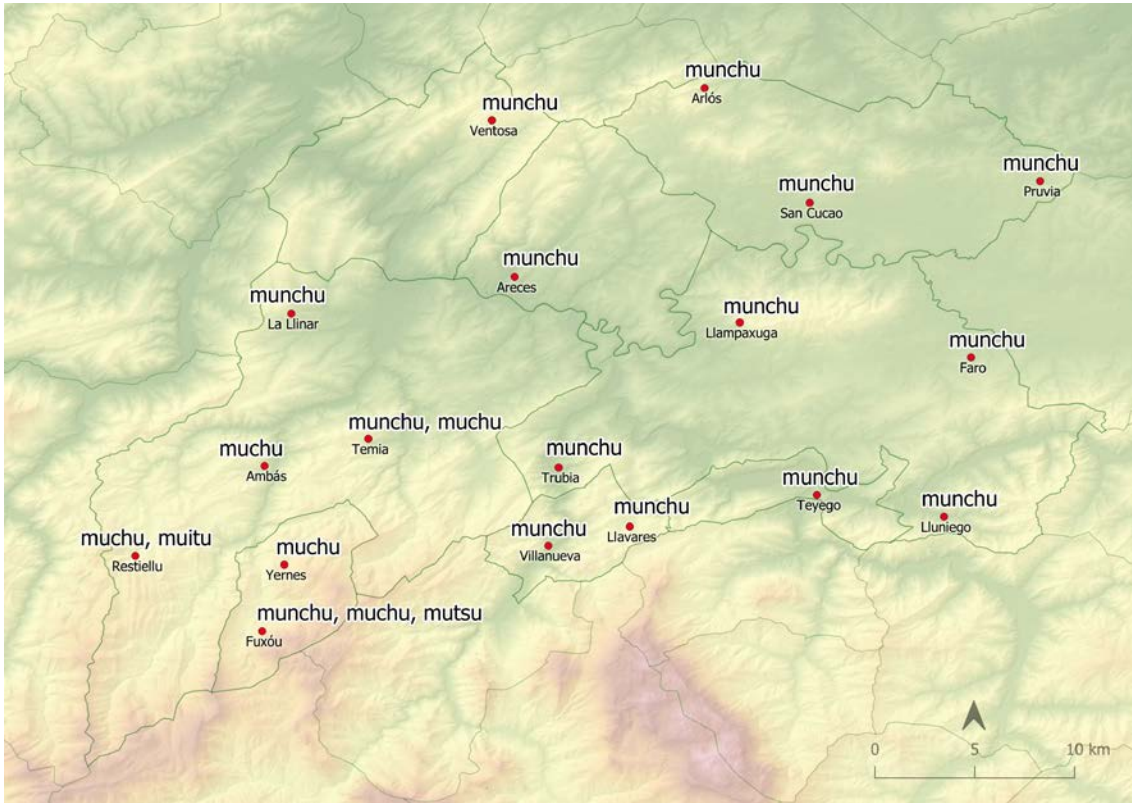 munchu
Arlós
munchu
Ventosa
munchu
Pruvia
munchu
San Cucao
munchu
Areces
munchu
La Llinar
munchu
Llampaxuga
munchu
Faro
munchu, muchu
Temia
muchu
Ambás
munchu
Trubia
munchu
Teyego
munchu
Lluniego
munchu
Llavares
munchu
Villanueva
muchu, muitu
Restiellu
muchu
Yernes
munchu, muchu, mutsu
Fuxóu
0 5 10 km